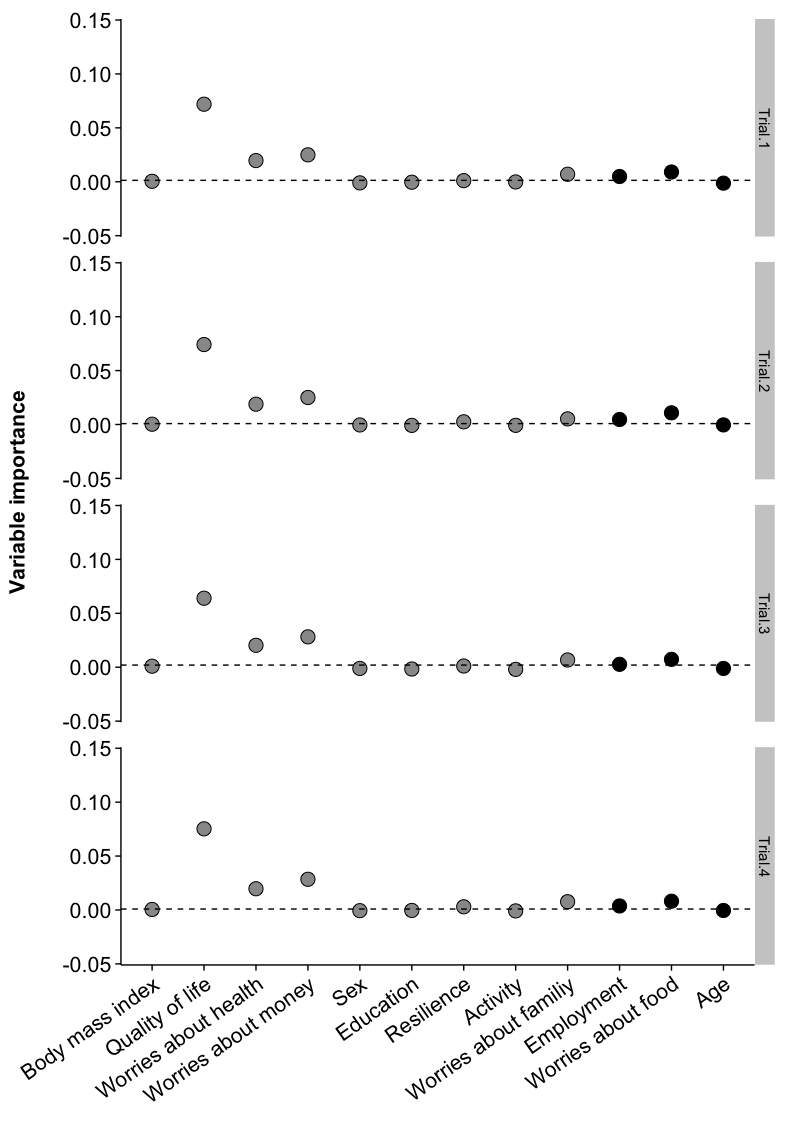 Variable importance
0.15
0.10
0.05
0.00
-0.05
Trial.1
0.15
0.10
0.05
0.00
-0.05
Trial.2
0.15
0.10
0.05
0.00
-0.05
Trial.3
0.15
0.10
0.05
0.00
-0.05
Trial.4
Body mass index
Quality of life
Worries about health
Worries about money
Sex
Education
Resilience
Activity
Worries about familiy
Employment
Worries about food
Age